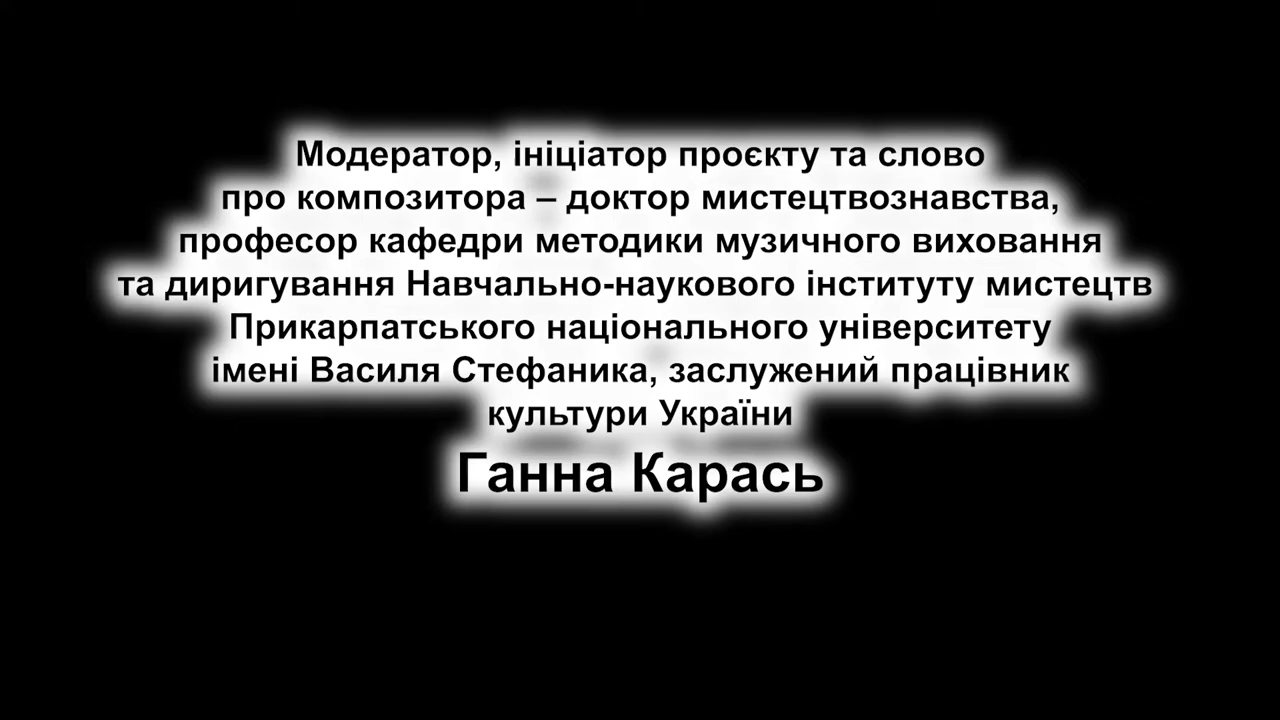 Модератор, ініціатор проєкту та слово
про композитора – доктор мистецтвознавства,
професор кафедри методики музичного виховання
та диригування Навчально-наукового інституту мистецтв
Прикарпатського національного університету
імені Василя Стефаника, заслужений працівник
культури України
Ганна Карась